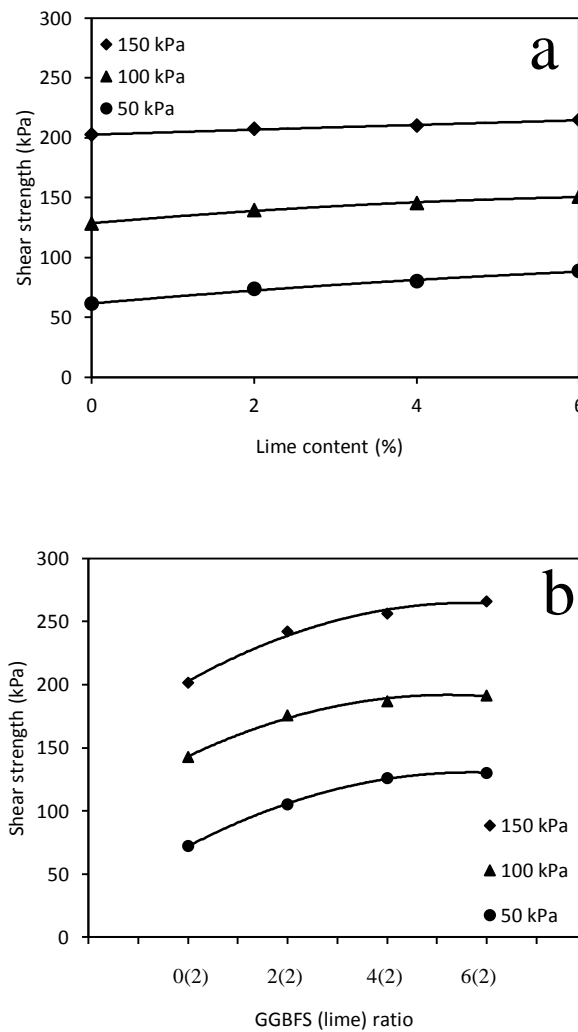 a
150 kPa
100 kPa
50 kPa
Shear strength (kPa)
300
250
200
150
100
50
0
0 2 4 6
Lime content (%)
b
Shear strength (kPa)
300
250
200
150
100
50
0
150 kPa
100 kPa
50 kPa
0(2) 2(2) 4(2) 6(2)
GGBFS (lime) ratio